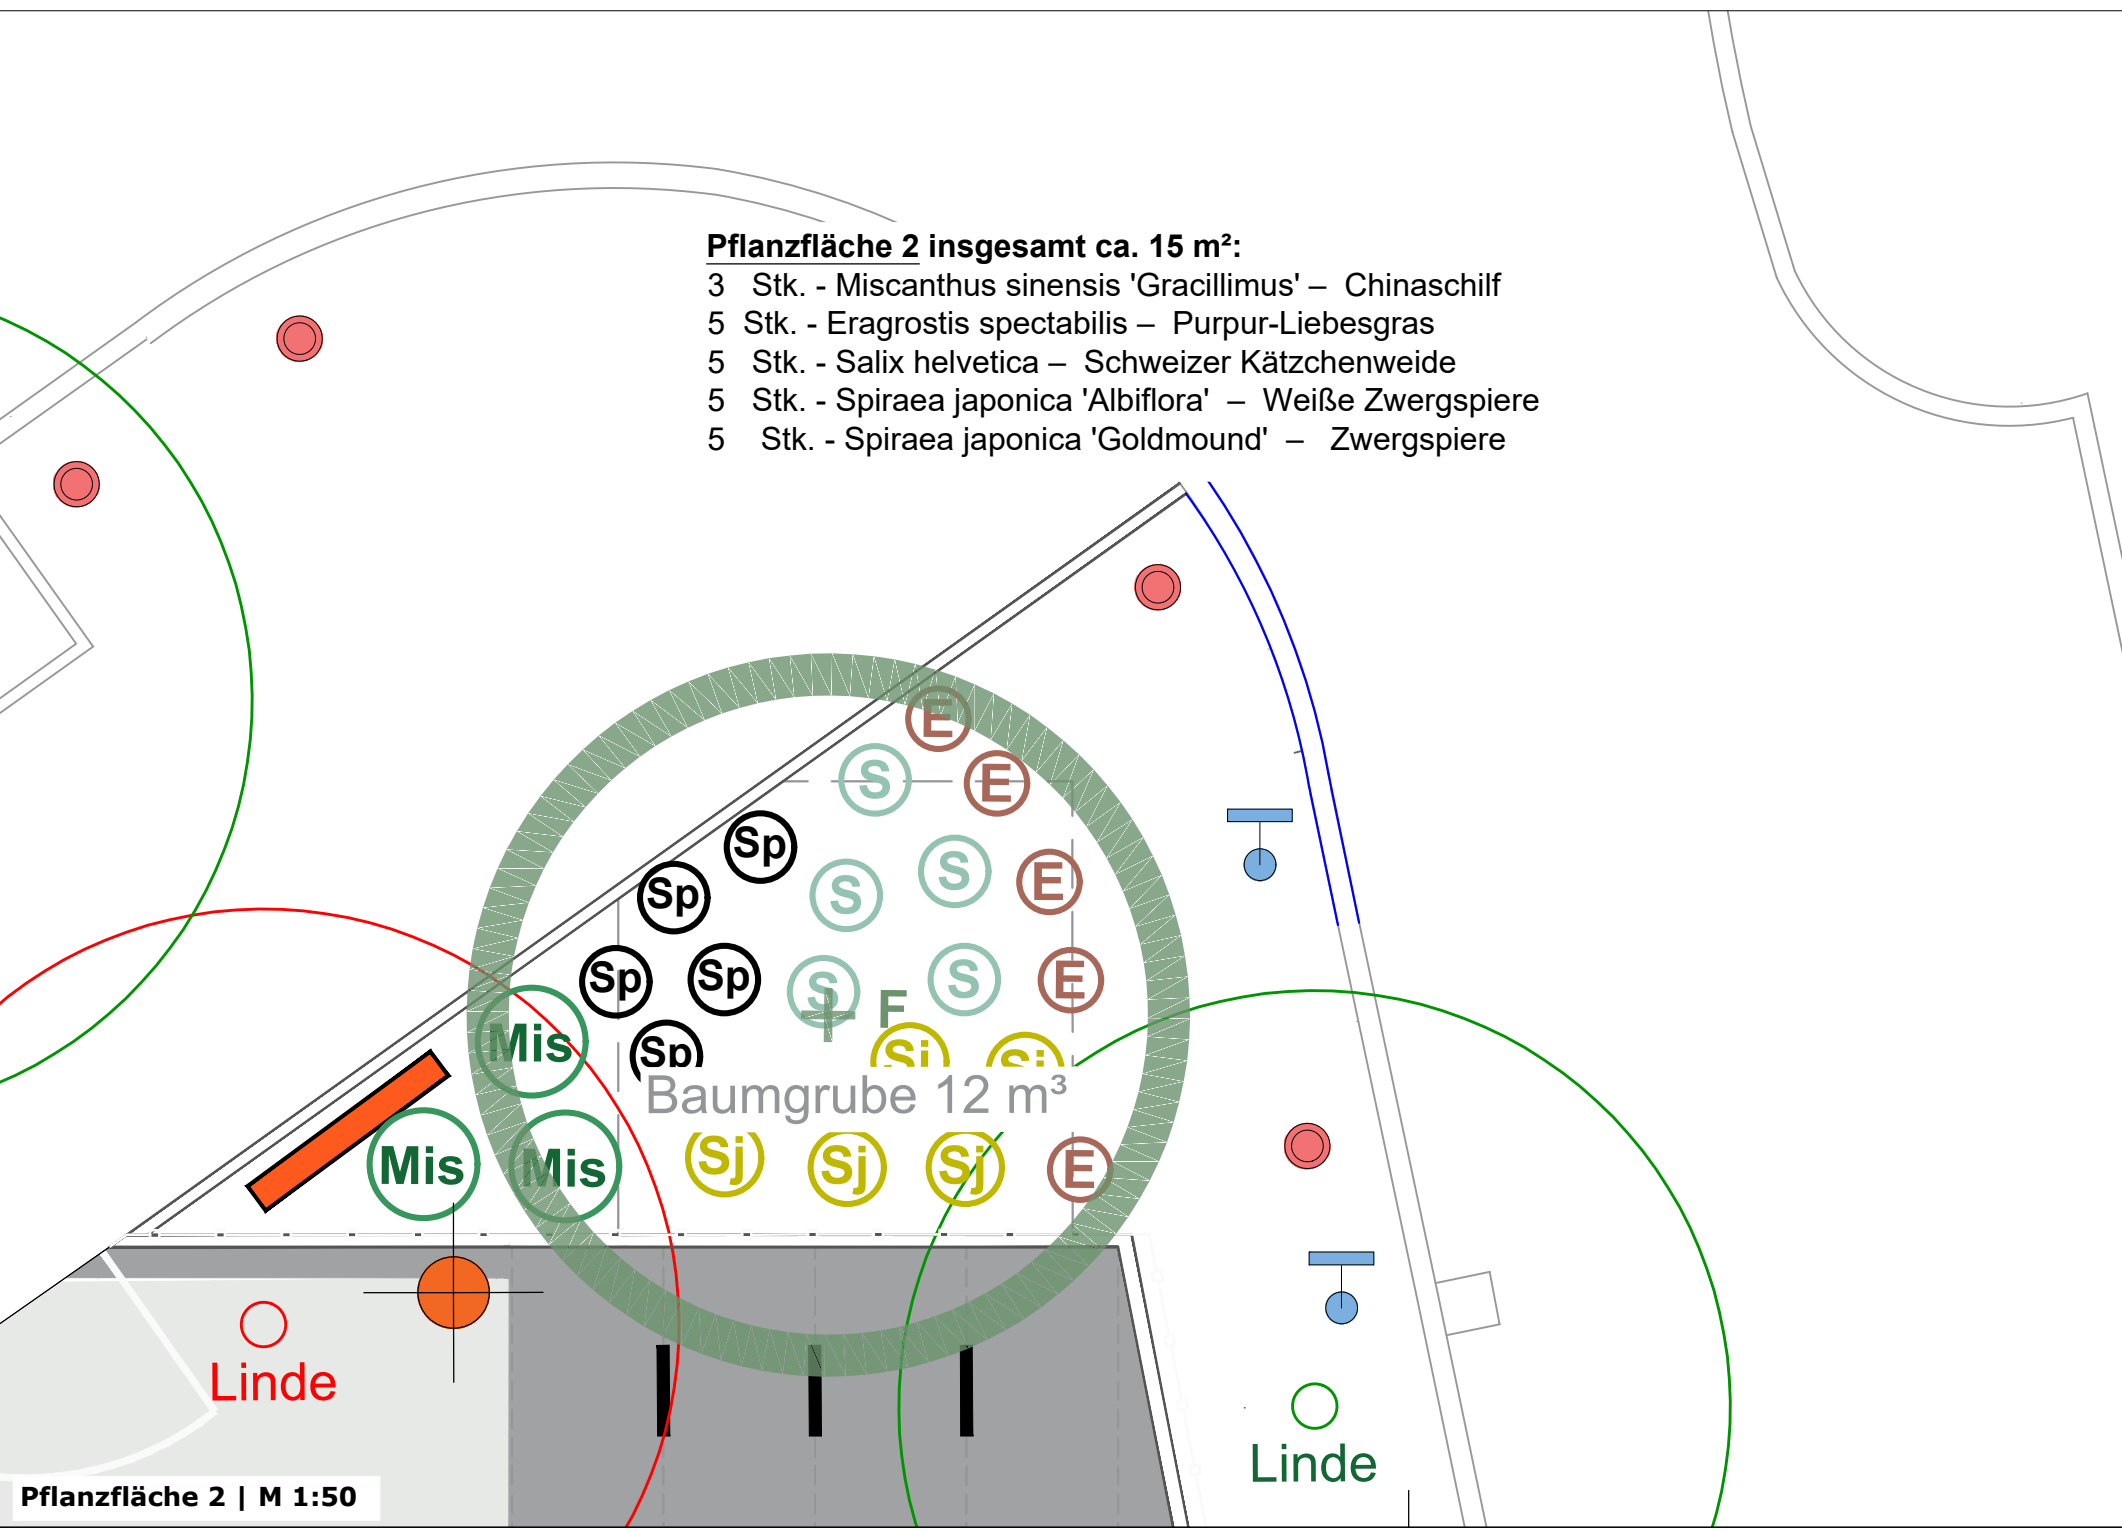 Pflanzfläche 2 insgesamt ca. 15 m²:
3 Stk. - Miscanthus sinensis 'Gracillimus' – Chinaschilf
5 Stk. - Eragrostis spectabilis – Purpur-Liebesgras
5 Stk. - Salix helvetica – Schweizer Kätzchenweide
5 Stk. - Spiraea japonica 'Albiflora' – Weiße Zwergspiere
5 Stk. - Spiraea japonica 'Goldmound' – Zwergspiere
E
S E
Sp
Sp S S E
Sp Sp S S E
F
Mis Sp Sj Sj
Baumgrube 12 m³
Mis Mis Sj Sj Sj E
Linde
Linde
Pflanzfläche 2 | M 1:50